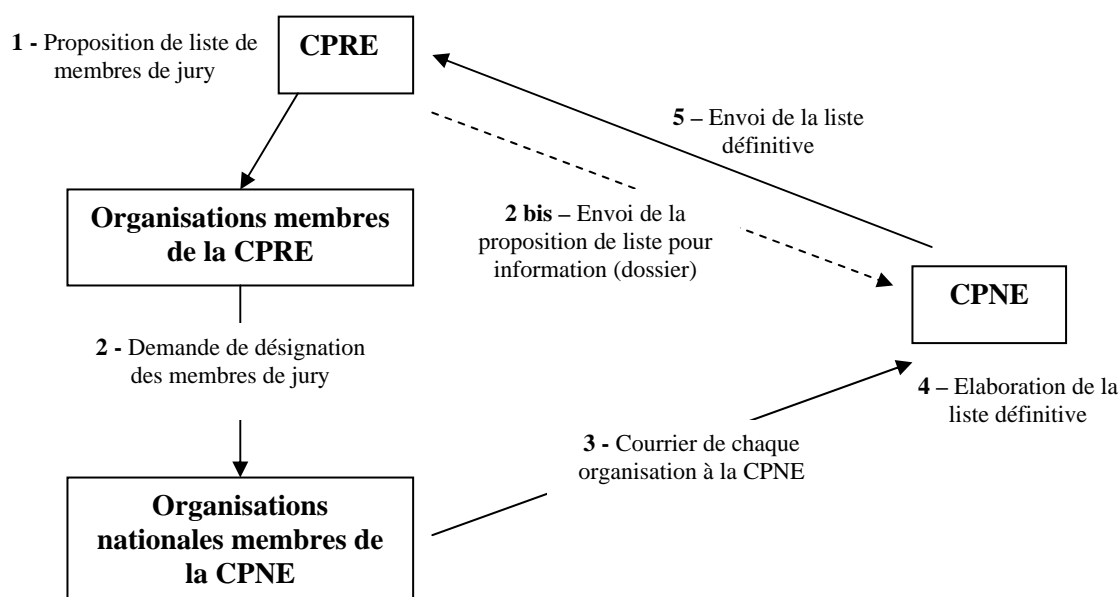 1 - Proposition de liste de
membres de jury
CPRE
5 – Envoi de la liste
définitive
Organisations membres
de la CPRE
2 bis – Envoi de la
proposition de liste pour
information (dossier)
CPNE
2 - Demande de désignation
des membres de jury
4 – Elaboration de la
liste définitive
3 - Courrier de chaque
organisation à la CPNE
Organisations
nationales membres de
la CPNE